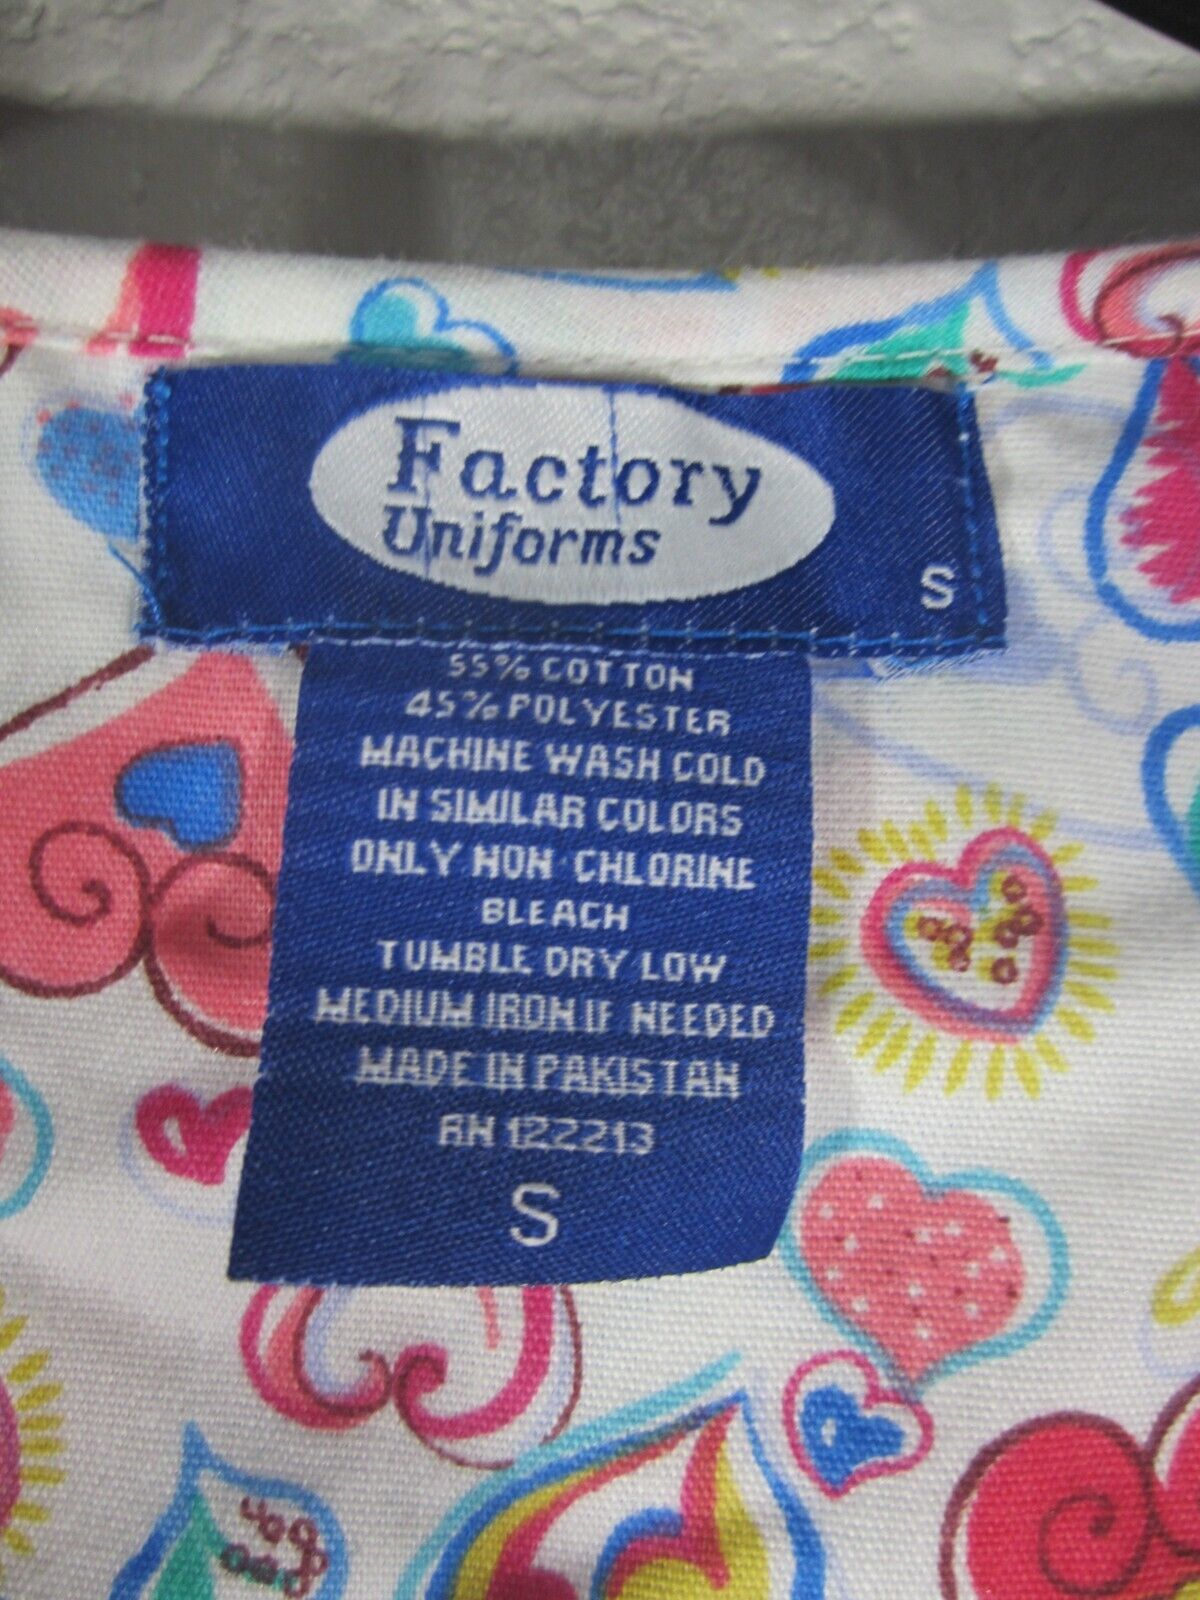 Factory
Uniforms
S
55% COTTON
45% POLYESTER
MACHINE WASH COLD
IN SIMILAR COLORS
ONLY NON CHLORINE
BLEACH
TUMBLE DRY LOW
MEDIUM IRON IF NEEDED
MADE IN PAKISTAN
RN 122213
S